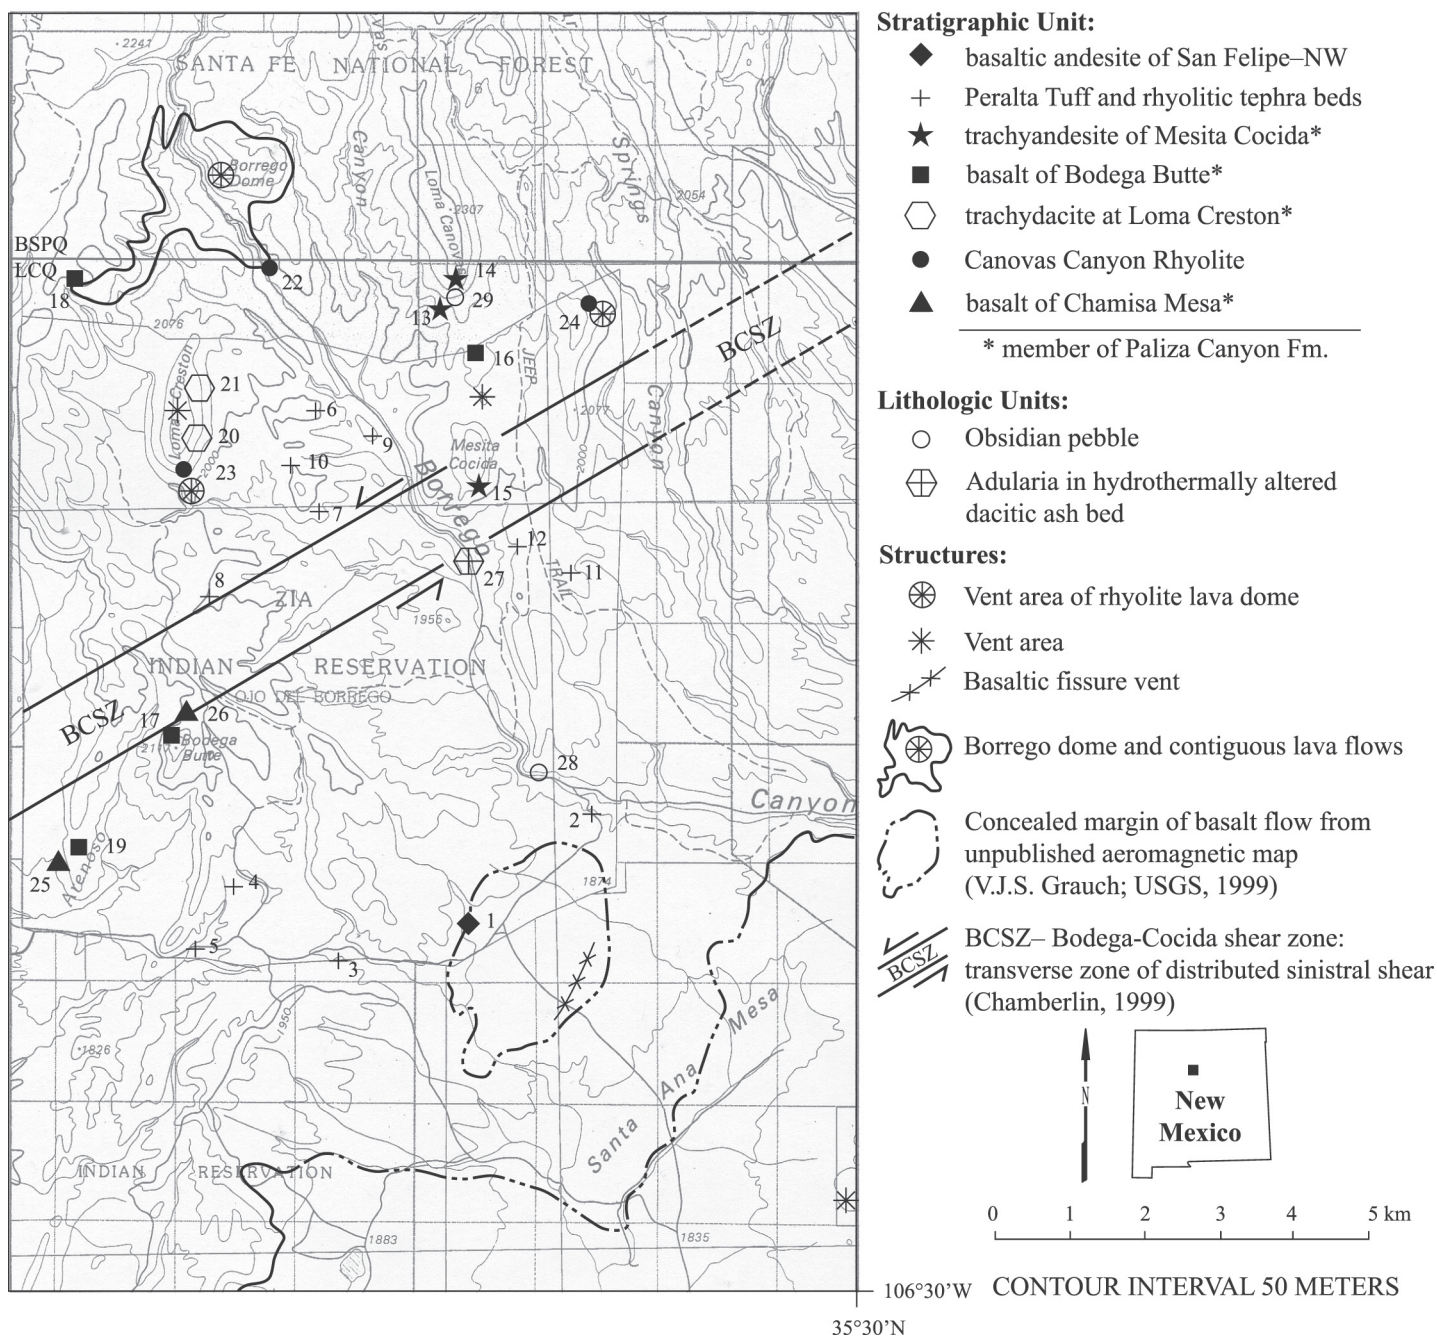 2241
SANTA FE NATIONAL FOREST
6
Canyon
Springs
Borrego
Dome
Loma Canovas
2307
2054
BSPQ
LCQ
18
22
14
29
13
24
2076
16
BCSZ
JEEP
Loma Creston
21
6
2077
20
9
Mesita
Cocida
Canyon
23
2000
10
2000
15
7
Borrego
12
27
11
TRAIL
8
ZIA
1956
INDIAN RESERVATION
OJO DEL BORREGO
BCSZ
17
26
2117
Bodega
Butte
28
Canyon
2
19
25
Arenoso
4
1874
1
5
3
Mesa
1950
1826
Ana
Santa
INDIAN RESERVATION
1883
1835
106°30'W
35°30'N
Stratigraphic Unit:
basaltic andesite of San Felipe–NW
Peralta Tuff and rhyolitic tephra beds
trachyandesite of Mesita Cocida*
basalt of Bodega Butte*
trachydacite at Loma Creston*
Canovas Canyon Rhyolite
basalt of Chamisa Mesa*
* member of Paliza Canyon Fm.
Lithologic Units:
Obsidian pebble
Adularia in hydrothermally altered
dacitic ash bed
Structures:
Vent area of rhyolite lava dome
Vent area
Basaltic fissure vent
Borrego dome and contiguous lava flows
Concealed margin of basalt flow from
unpublished aeromagnetic map
(V.J.S. Grauch; USGS, 1999)
BCSZ
BCSZ– Bodega-Cocida shear zone:
transverse zone of distributed sinistral shear
(Chamberlin, 1999)
N
New
Mexico
0 1 2 3 4 5 km
CONTOUR INTERVAL 50 METERS